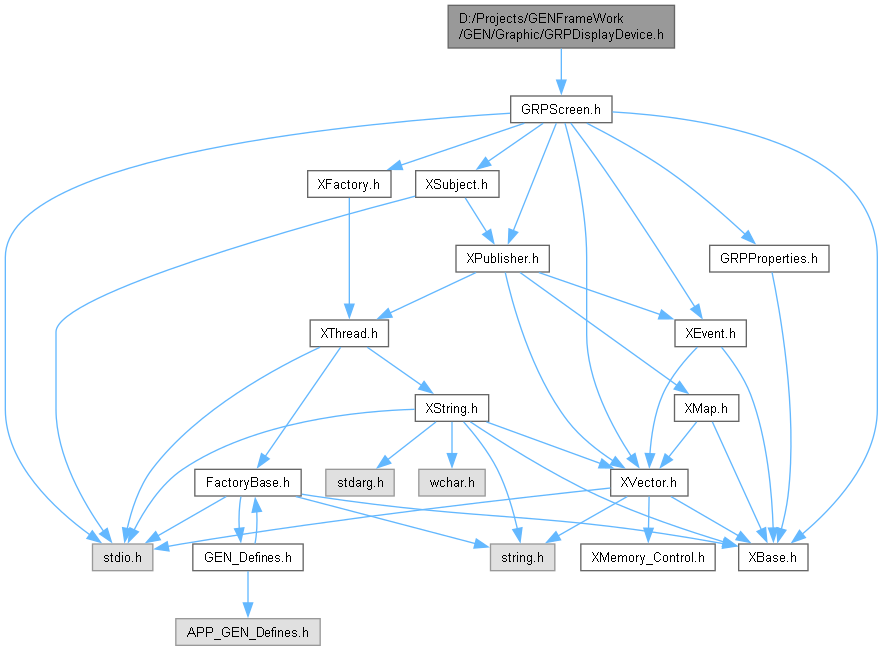 D:/Projects/GENFrameWork
/GEN/Graphic/GRPDisplayDevice.h
GRPScreen.h
XFactory.h
XSubject.h
XPublisher.h
GRPProperties.h
XThread.h
XEvent.h
XString.h
XMap.h
FactoryBase.h
stdarg.h
wchar.h
XVector.h
stdio.h
GEN_Defines.h
string.h
XMemory_Control.h
XBase.h
APP_GEN_Defines.h